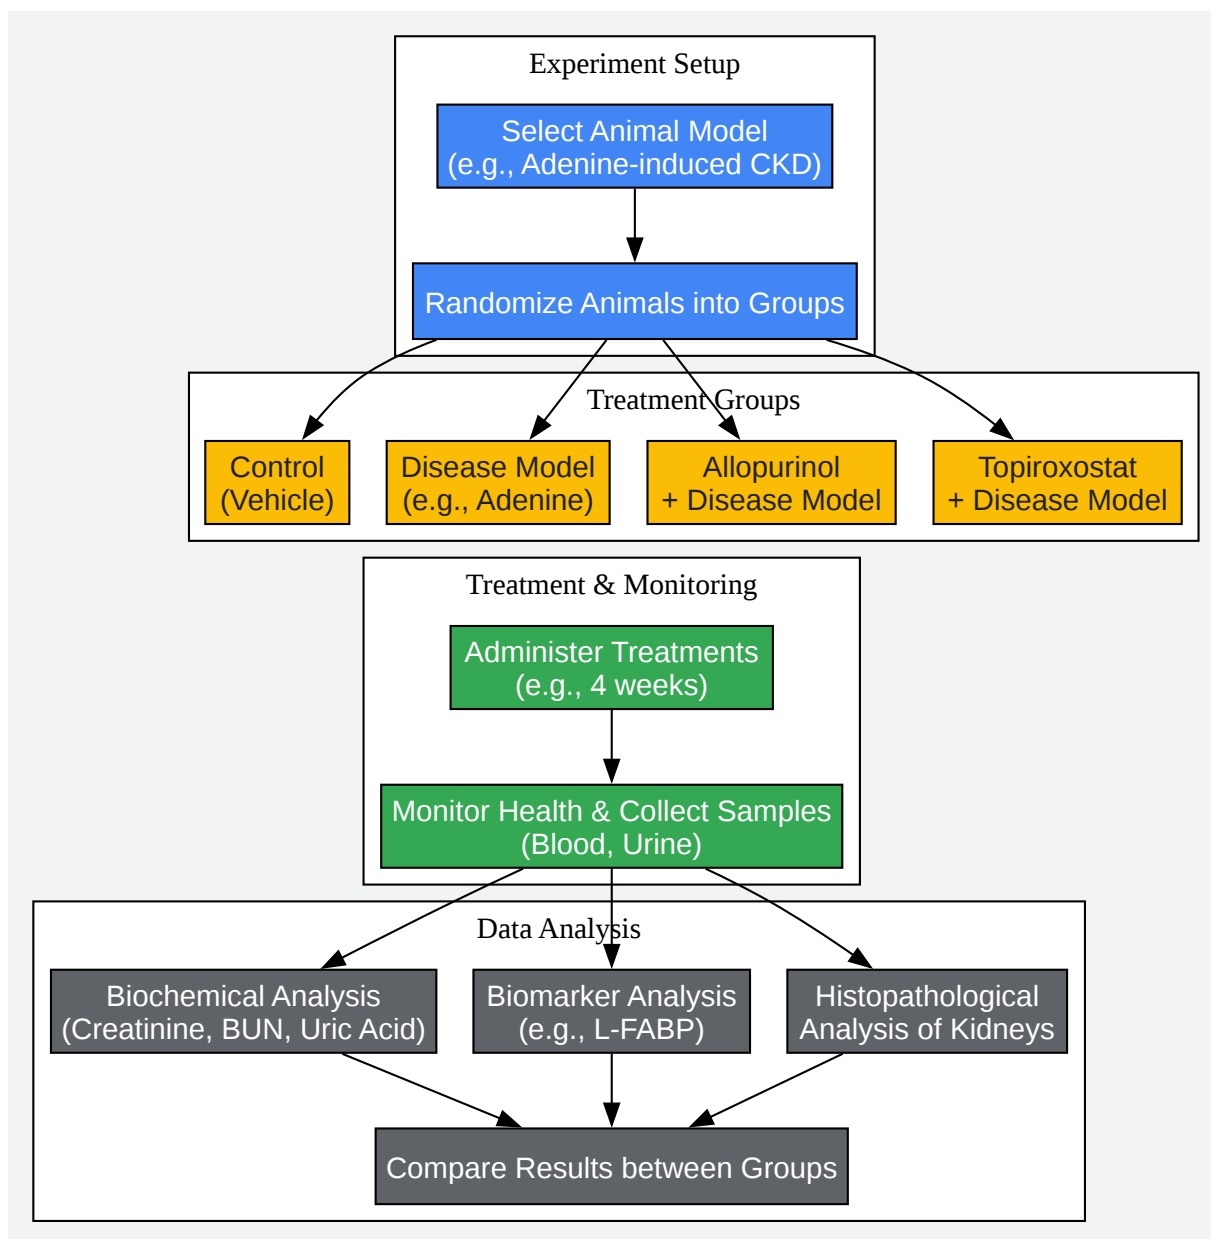 Experiment Setup
Select Animal Model
(e.g., Adenine-induced CKD)
Randomize Animals into Groups
Treatment Groups
Control
(Vehicle)
Disease Model
(e.g., Adenine)
Allopurinol
+ Disease Model
Topiroxostat
+ Disease Model
Treatment & Monitoring
Administer Treatments
(e.g., 4 weeks)
Monitor Health & Collect Samples
(Blood, Urine)
Data Analysis
Biochemical Analysis
(Creatinine, BUN, Uric Acid)
Biomarker Analysis
(e.g., L-FABP)
Histopathological
Analysis of Kidneys
Compare Results between Groups